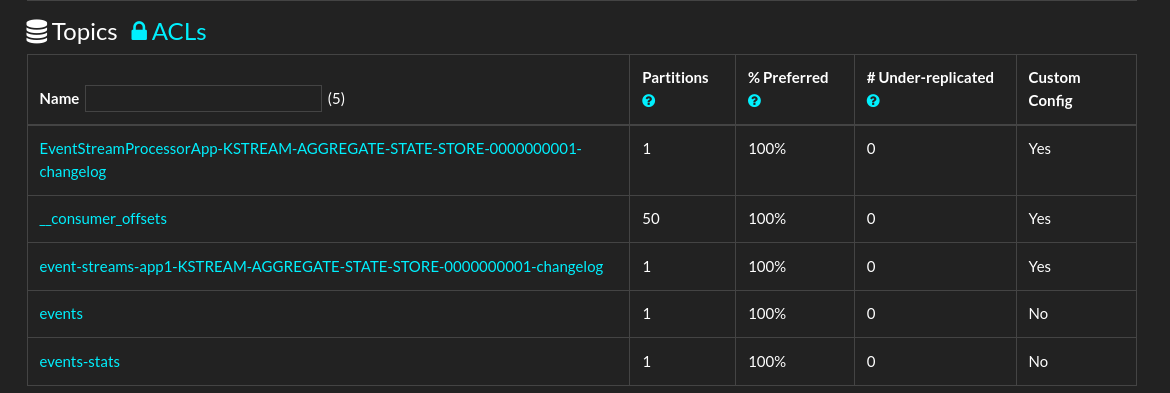 Topics ACLs
Name (5) Partitions % Preferred # Under-replicated Custom Config
EventStreamProcessorApp-KSTREAM-AGGREGATE-STATE-STORE-0000000001-
changelog 1 100% 0 Yes
__consumer_offsets 50 100% 0 Yes
event-streams-app1-KSTREAM-AGGREGATE-STATE-STORE-0000000001-changelog 1 100% 0 Yes
events 1 100% 0 No
events-stats 1 100% 0 No